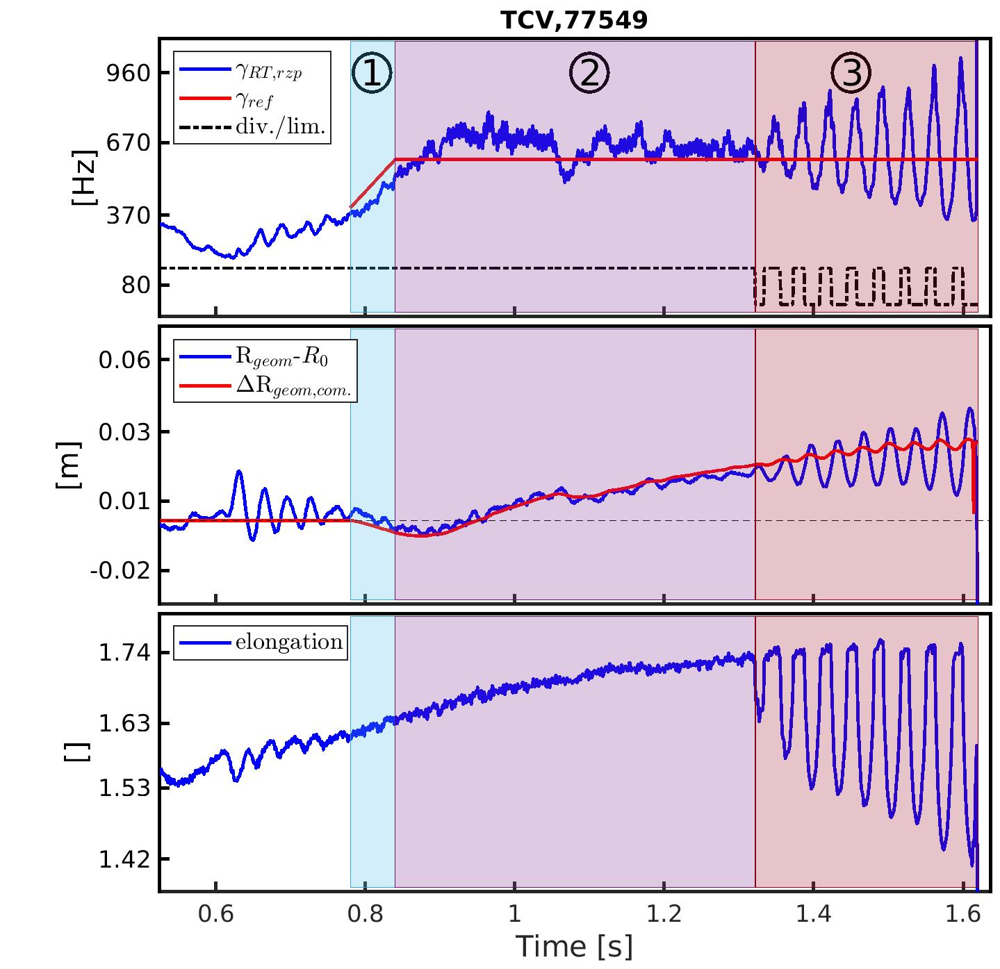 TCV,77549
960
670
370
80
[Hz]
γRT,rzp
γref
div./lim.
1
2
3
0.06
0.03
0.01
-0.02
[m]
Rgeom-R0
ΔRgeom,com.
1.74
1.63
1.53
1.42
[]
elongation
0.6 0.8 1 1.2 1.4 1.6
Time [s]